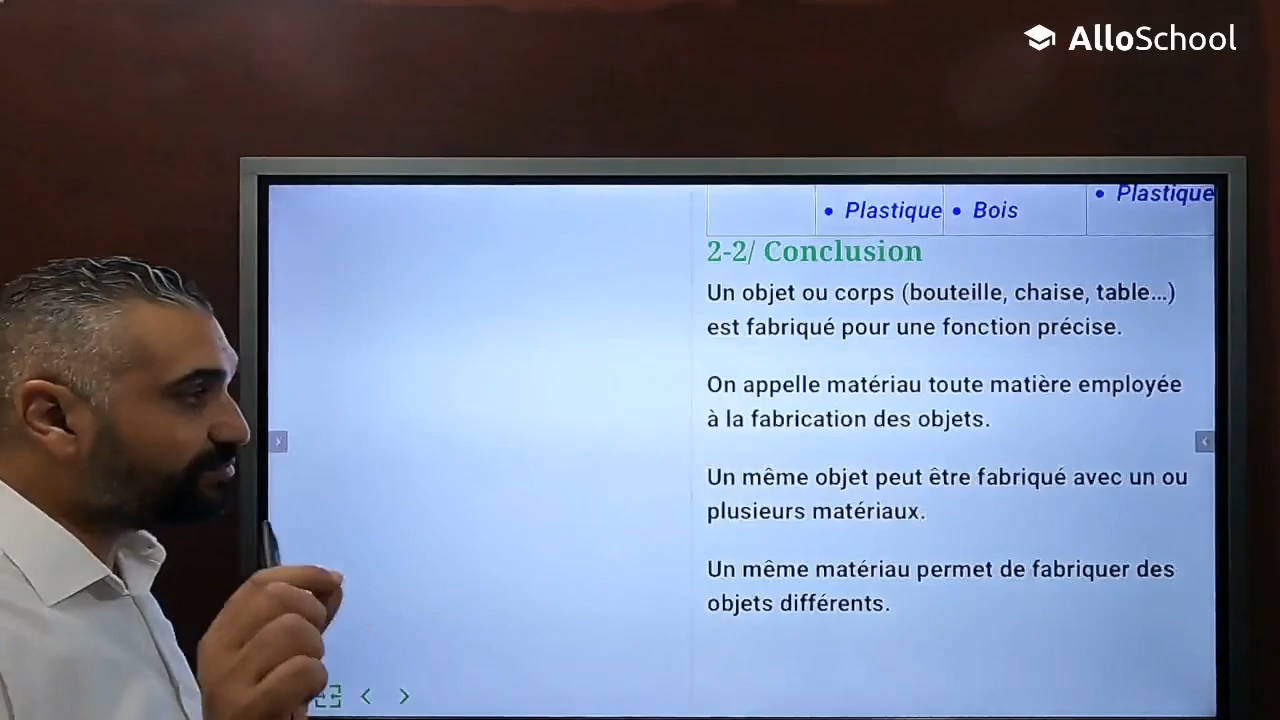 AlloSchool
• Plastique
• Plastique • Bois
2-2/ Conclusion
Un objet ou corps (bouteille, chaise, table...)
est fabriqué pour une fonction précise.
On appelle matériau toute matière employée
à la fabrication des objets.
Un même objet peut être fabriqué avec un ou
plusieurs matériaux.
Un même matériau permet de fabriquer des
objets différents.